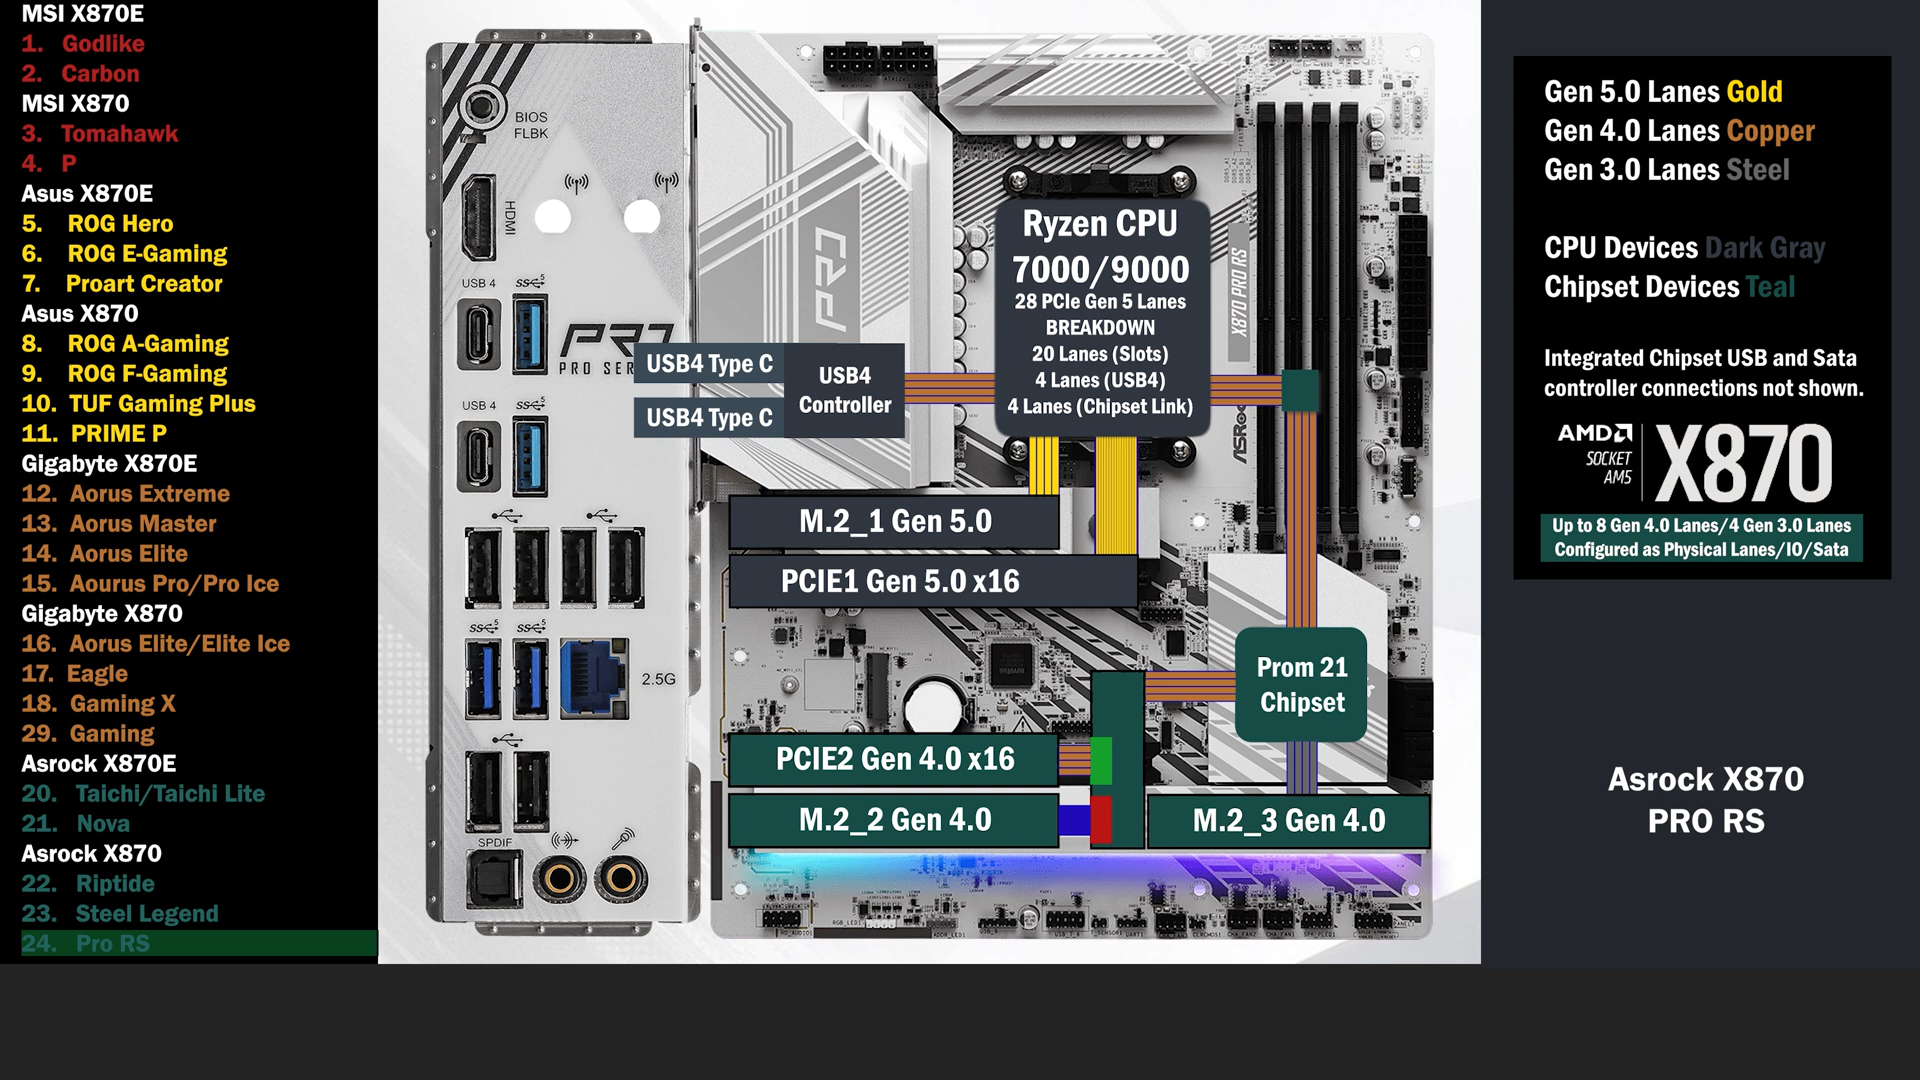 MSI X870E
1. Godlike
2. Carbon
MSI X870
3. Tomahawk
4. P
Asus X870E
5. ROG Hero
6. ROG E-Gaming
7. Proart Creator
Asus X870
8. ROG A-Gaming
9. ROG F-Gaming
10. TUF Gaming Plus
11. PRIME P
Gigabyte X870E
12. Aorus Extreme
13. Aorus Master
14. Aorus Elite
15. Aourus Pro/Pro Ice
Gigabyte X870
16. Aorus Elite/Elite Ice
17. Eagle
18. Gaming X
29. Gaming
Asrock X870E
20. Taichi/Taichi Lite
21. Nova
Asrock X870
22. Riptide
23. Steel Legend
24. Pro RS
BIOS
FLBK
HDMI
USB 4
USB 4
2.5G
SPDIF
PRO
PRO SER
PRO
X870 PRO RS
USB4 Type C
USB4 Type C
USB4
Controller
Ryzen CPU
7000/9000
28 PCIe Gen 5 Lanes
BREAKDOWN
20 Lanes (Slots)
4 Lanes (USB4)
4 Lanes (Chipset Link)
M.2_1 Gen 5.0
PCIE1 Gen 5.0 x16
Prom 21
Chipset
PCIE2 Gen 4.0 x16
M.2_2 Gen 4.0
M.2_3 Gen 4.0
Gen 5.0 Lanes Gold
Gen 4.0 Lanes Copper
Gen 3.0 Lanes Steel
CPU Devices Dark Gray
Chipset Devices Teal
Integrated Chipset USB and Sata
controller connections not shown.
AMD
SOCKET
AM5
X870
Up to 8 Gen 4.0 Lanes/4 Gen 3.0 Lanes
Configured as Physical Lanes/IO/Sata
Asrock X870
PRO RS